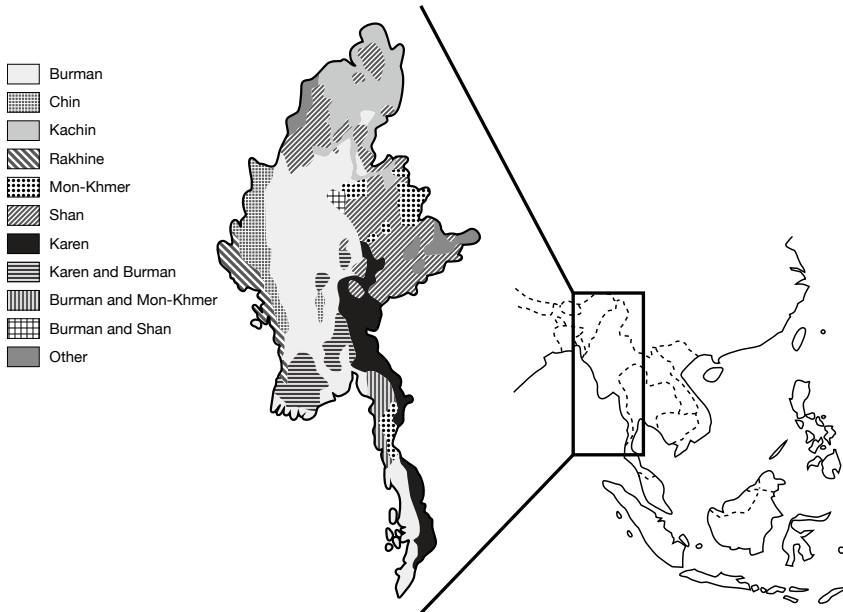 Burman
Chin
Kachin
Rakhine
Mon-Khmer
Shan
Karen
Karen and Burman
Burman and Mon-Khmer
Burman and Shan
Other